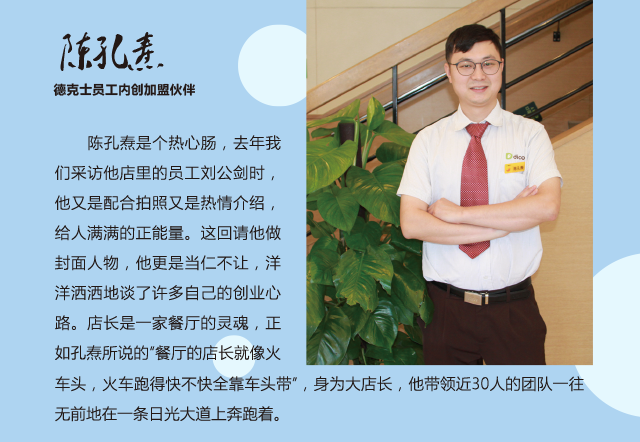 陈孔焘
德克士员工内创加盟伙伴
陈孔焘是个热心肠，去年我
们采访他店里的员工刘公剑时，
他又是配合拍照又是热情介绍，
给人满满的正能量。这回请他做
封面人物，他更是当仁不让，洋
洋洒洒地谈了许多自己的创业心
路。店长是一家餐厅的灵魂，正
如孔焘所说的“餐厅的店长就像火
车头，火车跑得快不快全靠车头带”，身为大店长，他带领近30人的团队一往
无前地在一条日光大道上奔跑着。
dico